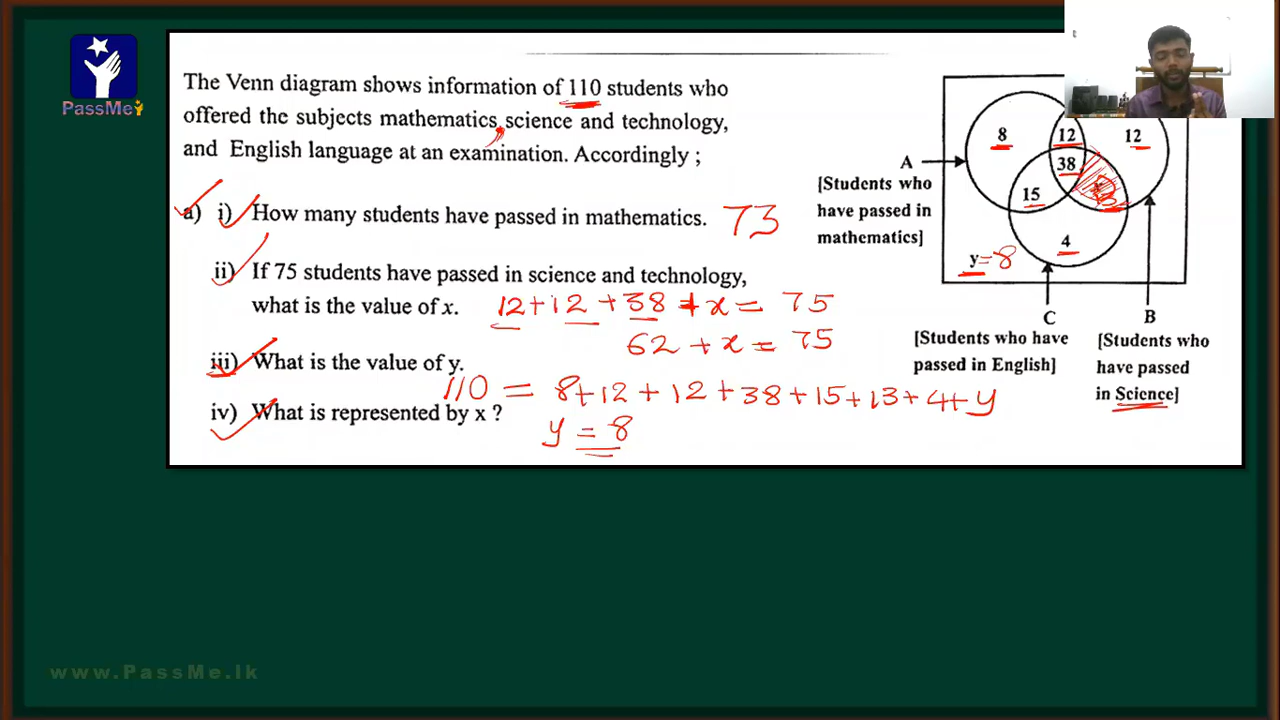 PassMe
The Venn diagram shows information of 110 students who
offered the subjects mathematics, science and technology,
and English language at an examination. Accordingly ;
a) i) How many students have passed in mathematics. 73
ii) If 75 students have passed in science and technology,
what is the value of x. 12+12+38+x= 75
62 + x = 75
iii) What is the value of y.
110 = 8+12+12+38+15+13+4+y
iv) What is represented by x ?
y = 8
8
12
12
38
15
4
y=8
A
[Students who
have passed in
mathematics]
C
[Students who have
passed in English]
B
[Students who
have passed
in Science]
www.PassMe.lk